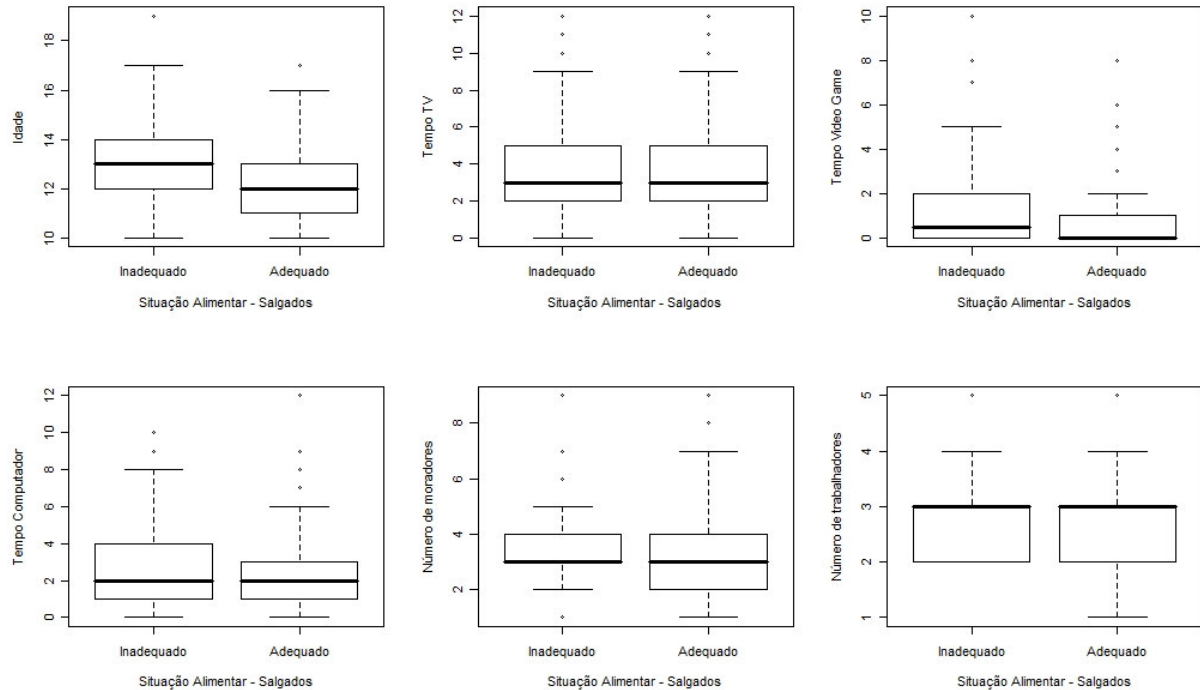 Idade
18
16
14
12
10
Inadequado Adequado
Situação Alimentar - Salgados
Tempo TV
12
10
8
6
4
2
0
Inadequado Adequado
Situação Alimentar - Salgados
Tempo Video Game
10
8
6
4
2
0
Inadequado Adequado
Situação Alimentar - Salgados
Tempo Computador
12
10
8
6
4
2
0
Inadequado Adequado
Situação Alimentar - Salgados
Número de moradores
8
6
4
2
Inadequado Adequado
Situação Alimentar - Salgados
Número de trabalhadores
5
4
3
2
1
Inadequado Adequado
Situação Alimentar - Salgados